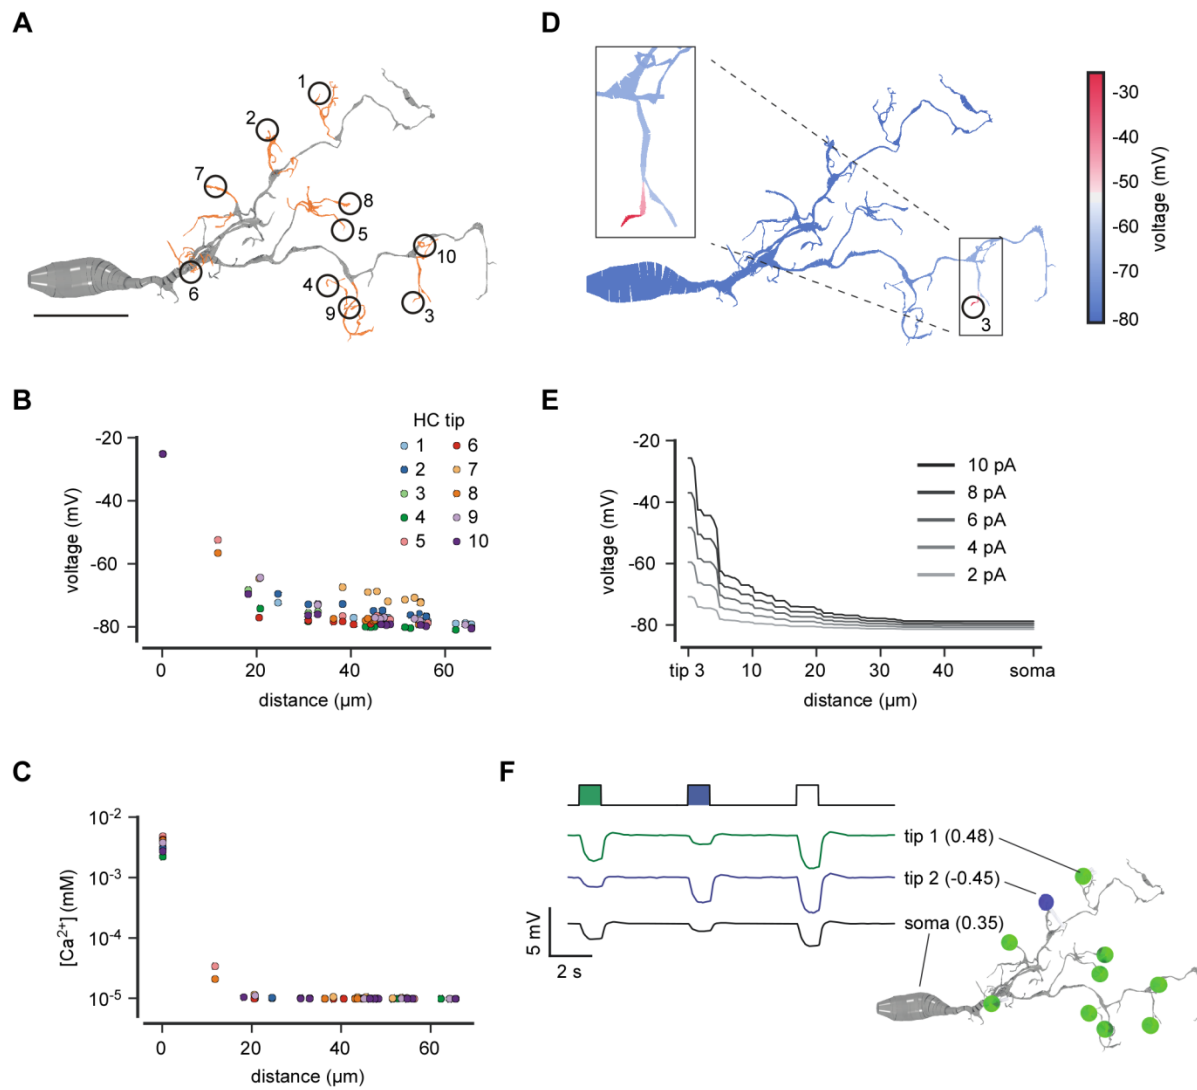 A
1
2
7
8
5
10
6
4
9
3
D
3
-30
-40
-50
-60
-70
-80
voltage (mV)
B
-20
-40
-60
-80
voltage (mV)
0
20
40
60
distance (µm)
HC tip
1
6
2
7
3
8
4
9
5
10
E
-20
-40
-60
-80
voltage (mV)
tip 3
10
20
30
40
soma
distance (µm)
10 pA
8 pA
6 pA
4 pA
2 pA
C
10-2
10-3
10-4
10-5
[Ca2+] (mM)
0
20
40
60
distance (µm)
F
tip 1 (0.48)
tip 2 (-0.45)
soma (0.35)
5 mV
2 s